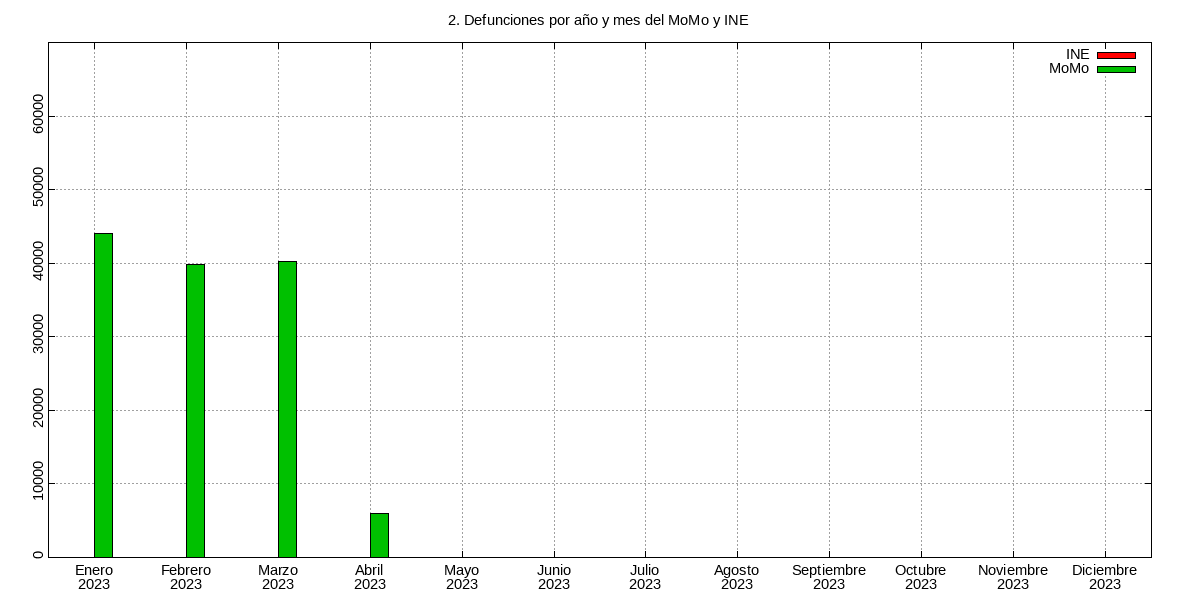 2. Defunciones por año y mes del MoMo y INE
INE
MoMo
60000
50000
40000
30000
20000
10000
0
Enero Febrero Marzo Abril Mayo Junio Julio Agosto Septiembre Octubre Noviembre Diciembre
2023 2023 2023 2023 2023 2023 2023 2023 2023 2023 2023 2023